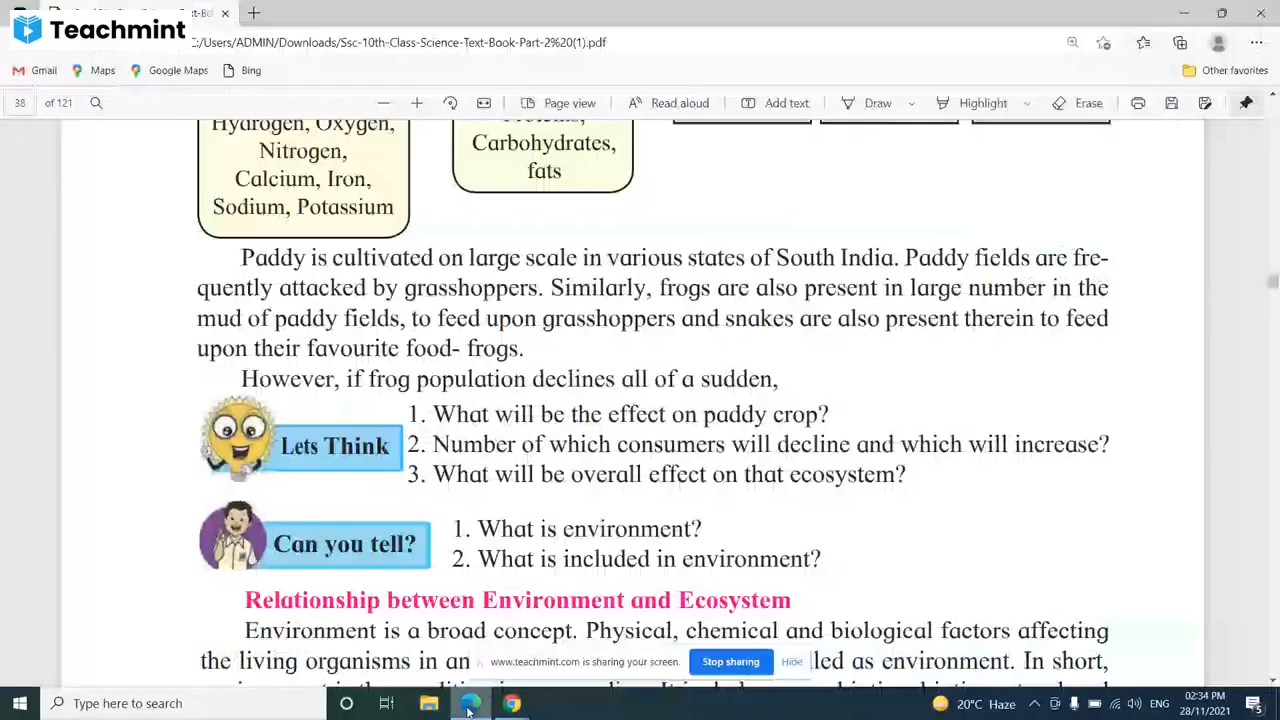 Teachmint
C:/Users/ADMIN/Downloads/Ssc-10th-Class-Science-Text-Book-Part-2%20(1).pdf
Gmail Maps Google Maps Bing Other favorites
38 of 121 Page view Read aloud Add text Draw Highlight Erase
Hydrogen, Oxygen,
Nitrogen,
Calcium, Iron,
Sodium, Potassium
Proteins,
Carbohydrates,
fats
Paddy is cultivated on large scale in various states of South India. Paddy fields are fre-
quently attacked by grasshoppers. Similarly, frogs are also present in large number in the
mud of paddy fields, to feed upon grasshoppers and snakes are also present therein to feed
upon their favourite food- frogs.
However, if frog population declines all of a sudden,
Lets Think
1. What will be the effect on paddy crop?
2. Number of which consumers will decline and which will increase?
3. What will be overall effect on that ecosystem?
Can you tell?
1. What is environment?
2. What is included in environment?
Relationship between Environment and Ecosystem
Environment is a broad concept. Physical, chemical and biological factors affecting
the living organisms in an led as environment. In short,
www.teachmint.com is sharing your screen. Stop sharing Hide
Type here to search 20°C Haze 02:34 PM
28/11/2021 5